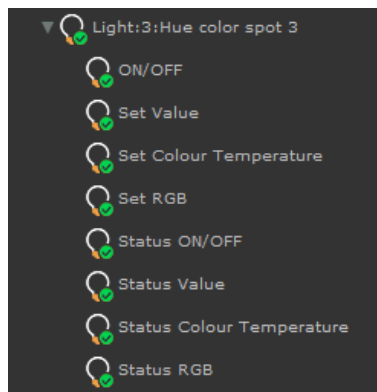 Light:3:Hue color spot 3
ON/OFF
Set Value
Set Colour Temperature
Set RGB
Status ON/OFF
Status Value
Status Colour Temperature
Status RGB